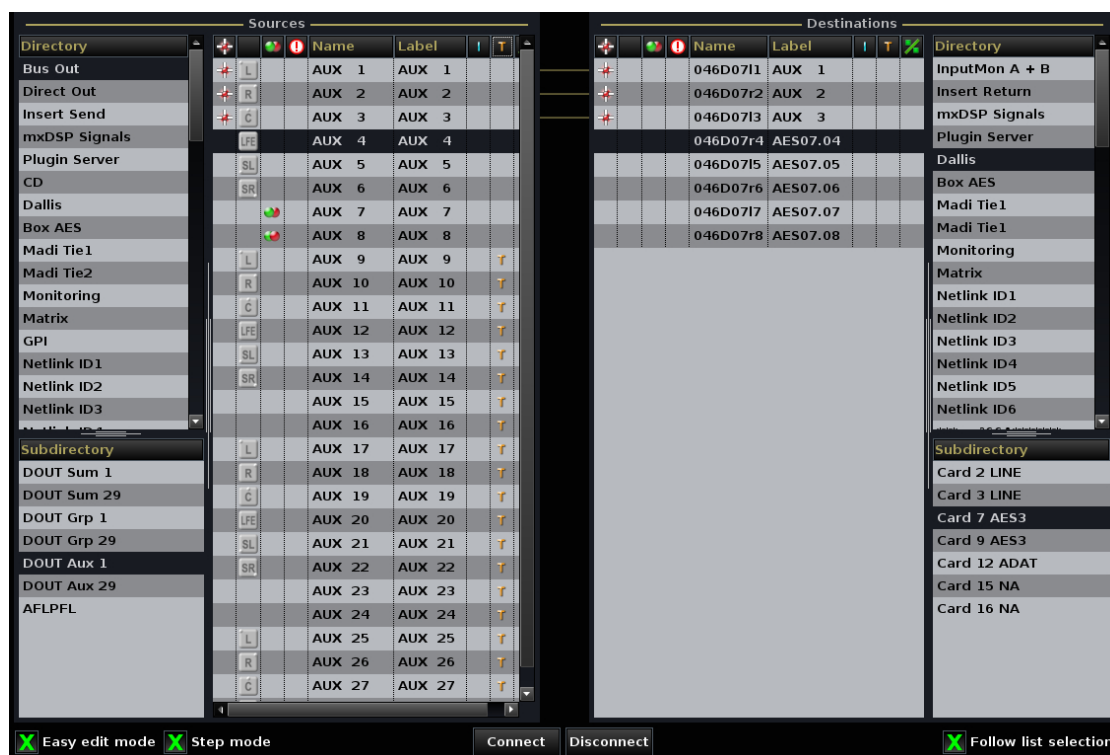 Sources
Destinations
Directory
Bus Out
Direct Out
Insert Send
mxDSP Signals
Plugin Server
CD
Dallis
Box AES
Madi Tie1
Madi Tie2
Monitoring
Matrix
GPI
Netlink ID1
Netlink ID2
Netlink ID3
Subdirectory
DOUT Sum 1
DOUT Sum 29
DOUT Grp 1
DOUT Grp 29
DOUT Aux 1
DOUT Aux 29
AFLPFL
Name Label I T
L AUX 1 AUX 1
R AUX 2 AUX 2
C AUX 3 AUX 3
LFE AUX 4 AUX 4
SL AUX 5 AUX 5
SR AUX 6 AUX 6
AUX 7 AUX 7
AUX 8 AUX 8
L AUX 9 AUX 9 T
R AUX 10 AUX 10 T
C AUX 11 AUX 11 T
LFE AUX 12 AUX 12 T
SL AUX 13 AUX 13 T
SR AUX 14 AUX 14 T
AUX 15 AUX 15 T
AUX 16 AUX 16 T
L AUX 17 AUX 17 T
R AUX 18 AUX 18 T
C AUX 19 AUX 19 T
LFE AUX 20 AUX 20 T
SL AUX 21 AUX 21 T
SR AUX 22 AUX 22 T
AUX 23 AUX 23 T
AUX 24 AUX 24 T
L AUX 25 AUX 25 T
R AUX 26 AUX 26 T
C AUX 27 AUX 27 T
Name Label I T
046D07l1 AUX 1
046D07r2 AUX 2
046D07l3 AUX 3
046D07r4 AES07.04
046D07l5 AES07.05
046D07r6 AES07.06
046D07l7 AES07.07
046D07r8 AES07.08
Directory
InputMon A + B
Insert Return
mxDSP Signals
Plugin Server
Dallis
Box AES
Madi Tie1
Madi Tie1
Monitoring
Matrix
Netlink ID1
Netlink ID2
Netlink ID3
Netlink ID4
Netlink ID5
Netlink ID6
Subdirectory
Card 2 LINE
Card 3 LINE
Card 7 AES3
Card 9 AES3
Card 12 ADAT
Card 15 NA
Card 16 NA
X Easy edit mode X Step mode Connect Disconnect X Follow list selection